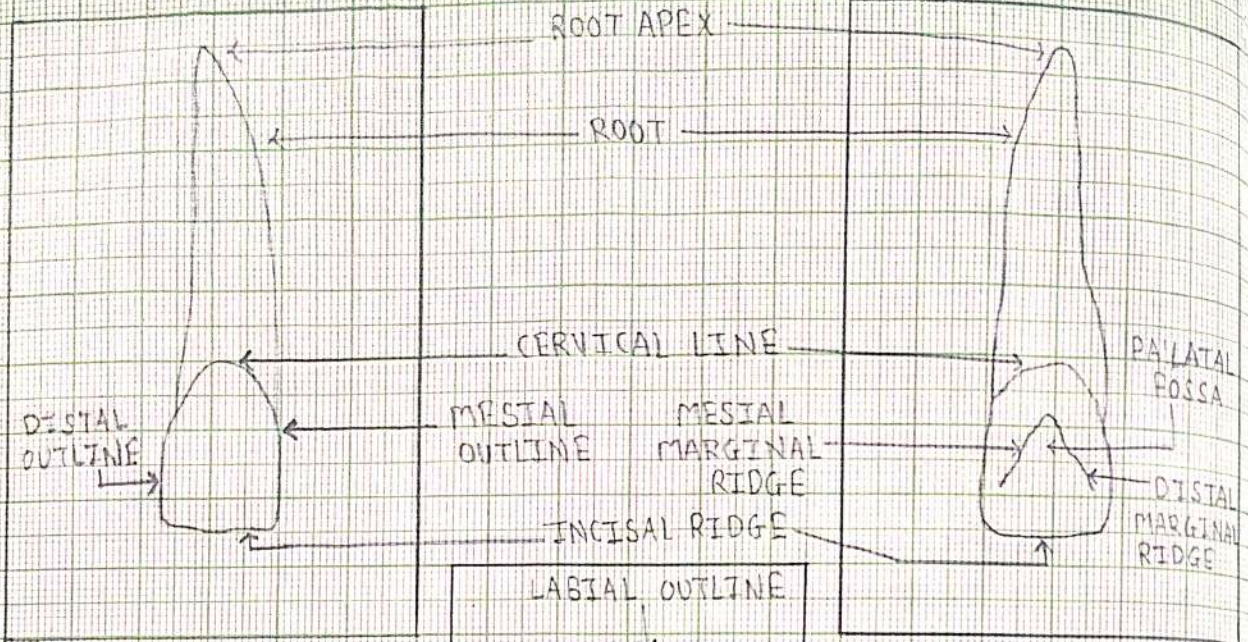 ROOT APEX
ROOT
CERVICAL LINE
PALATAL
FOSSA
DISTAL
OUTLINE
MESIAL
OUTLINE
MESIAL
MARGINAL
RIDGE
DISTAL
MARGINAL
RIDGE
INCISAL RIDGE
LABIAL OUTLINE